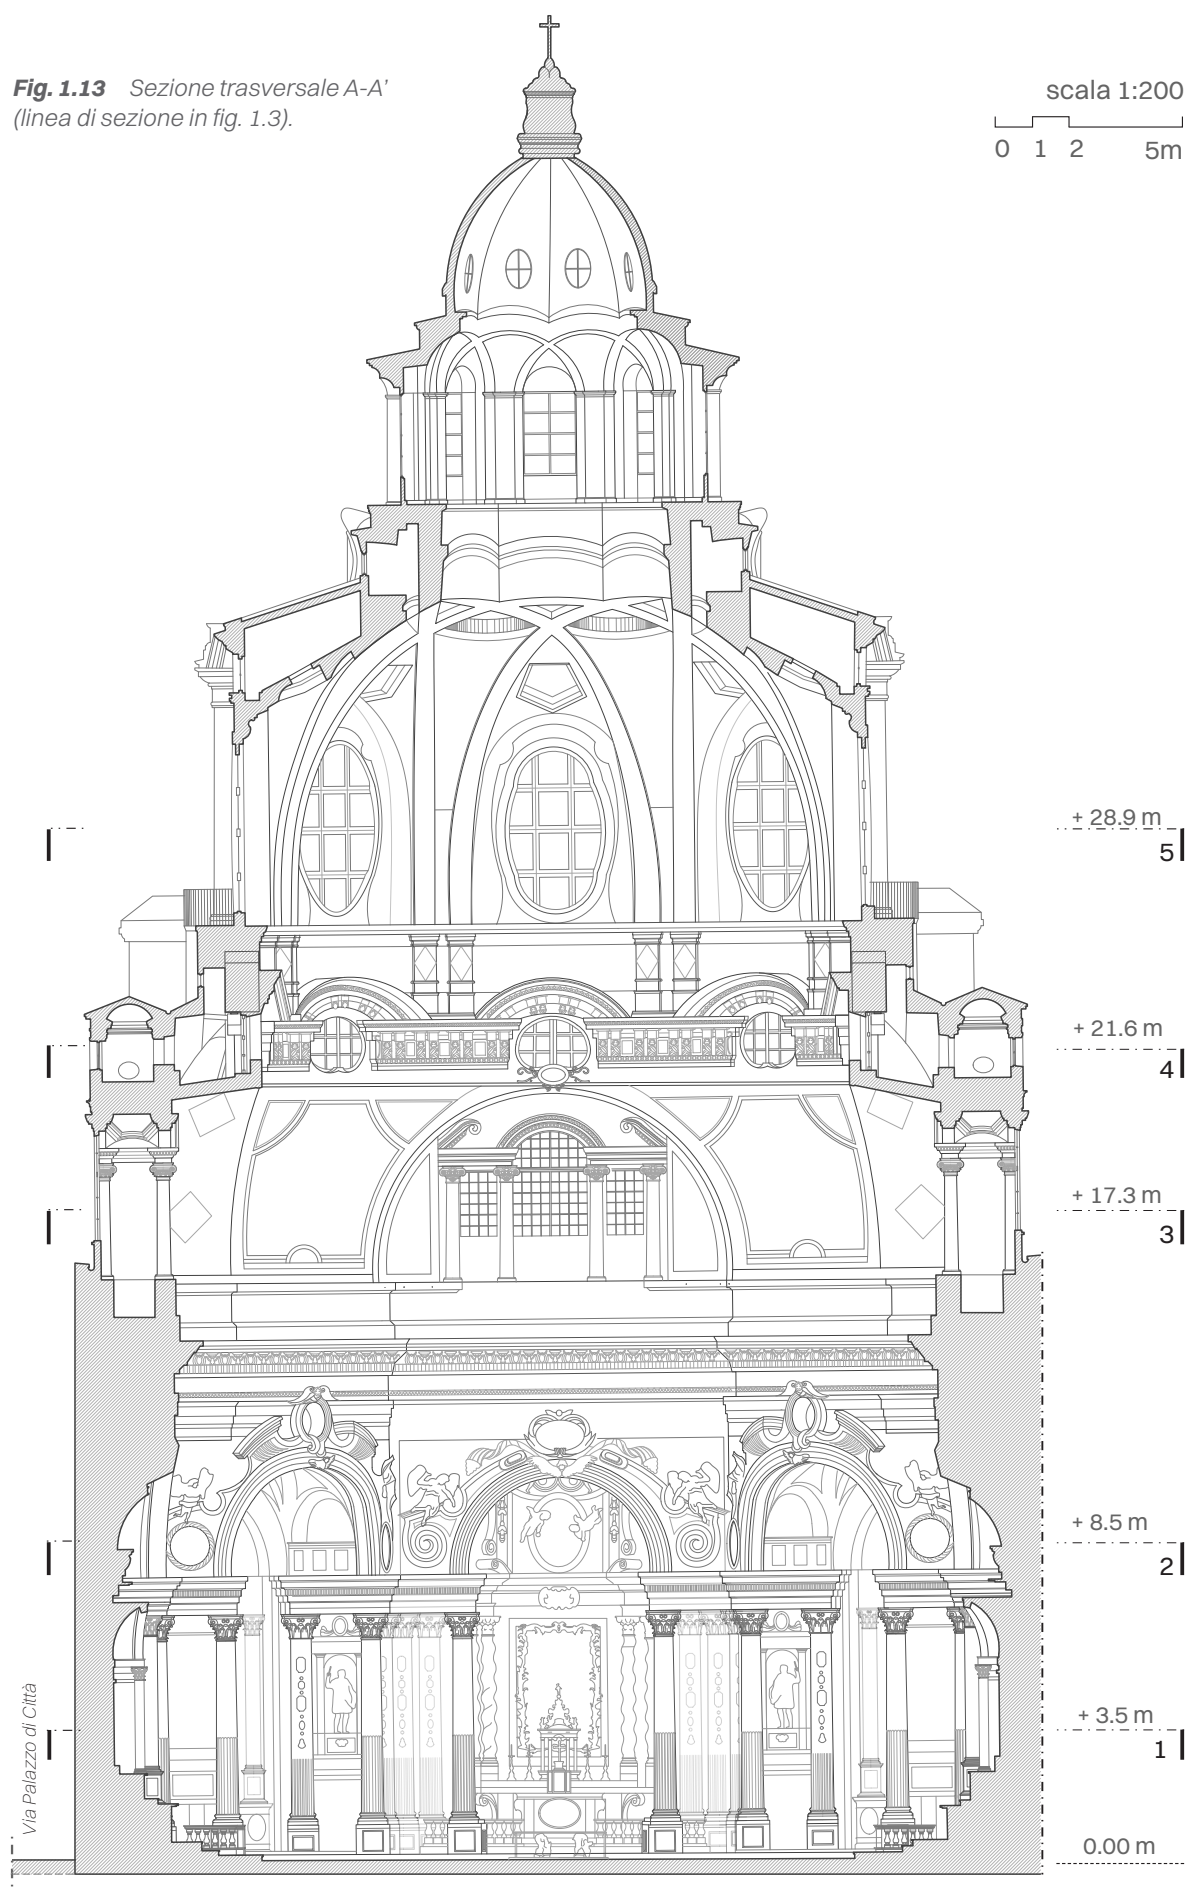 Fig. 1.13 Sezione trasversale A-A'
(linea di sezione in fig. 1.3).
scala 1:200
0 1 2 5m
+ 28.9 m
5
+ 21.6 m
4
+ 17.3 m
3
+ 8.5 m
2
+ 3.5 m
1
0.00 m
Via Palazzo di Città